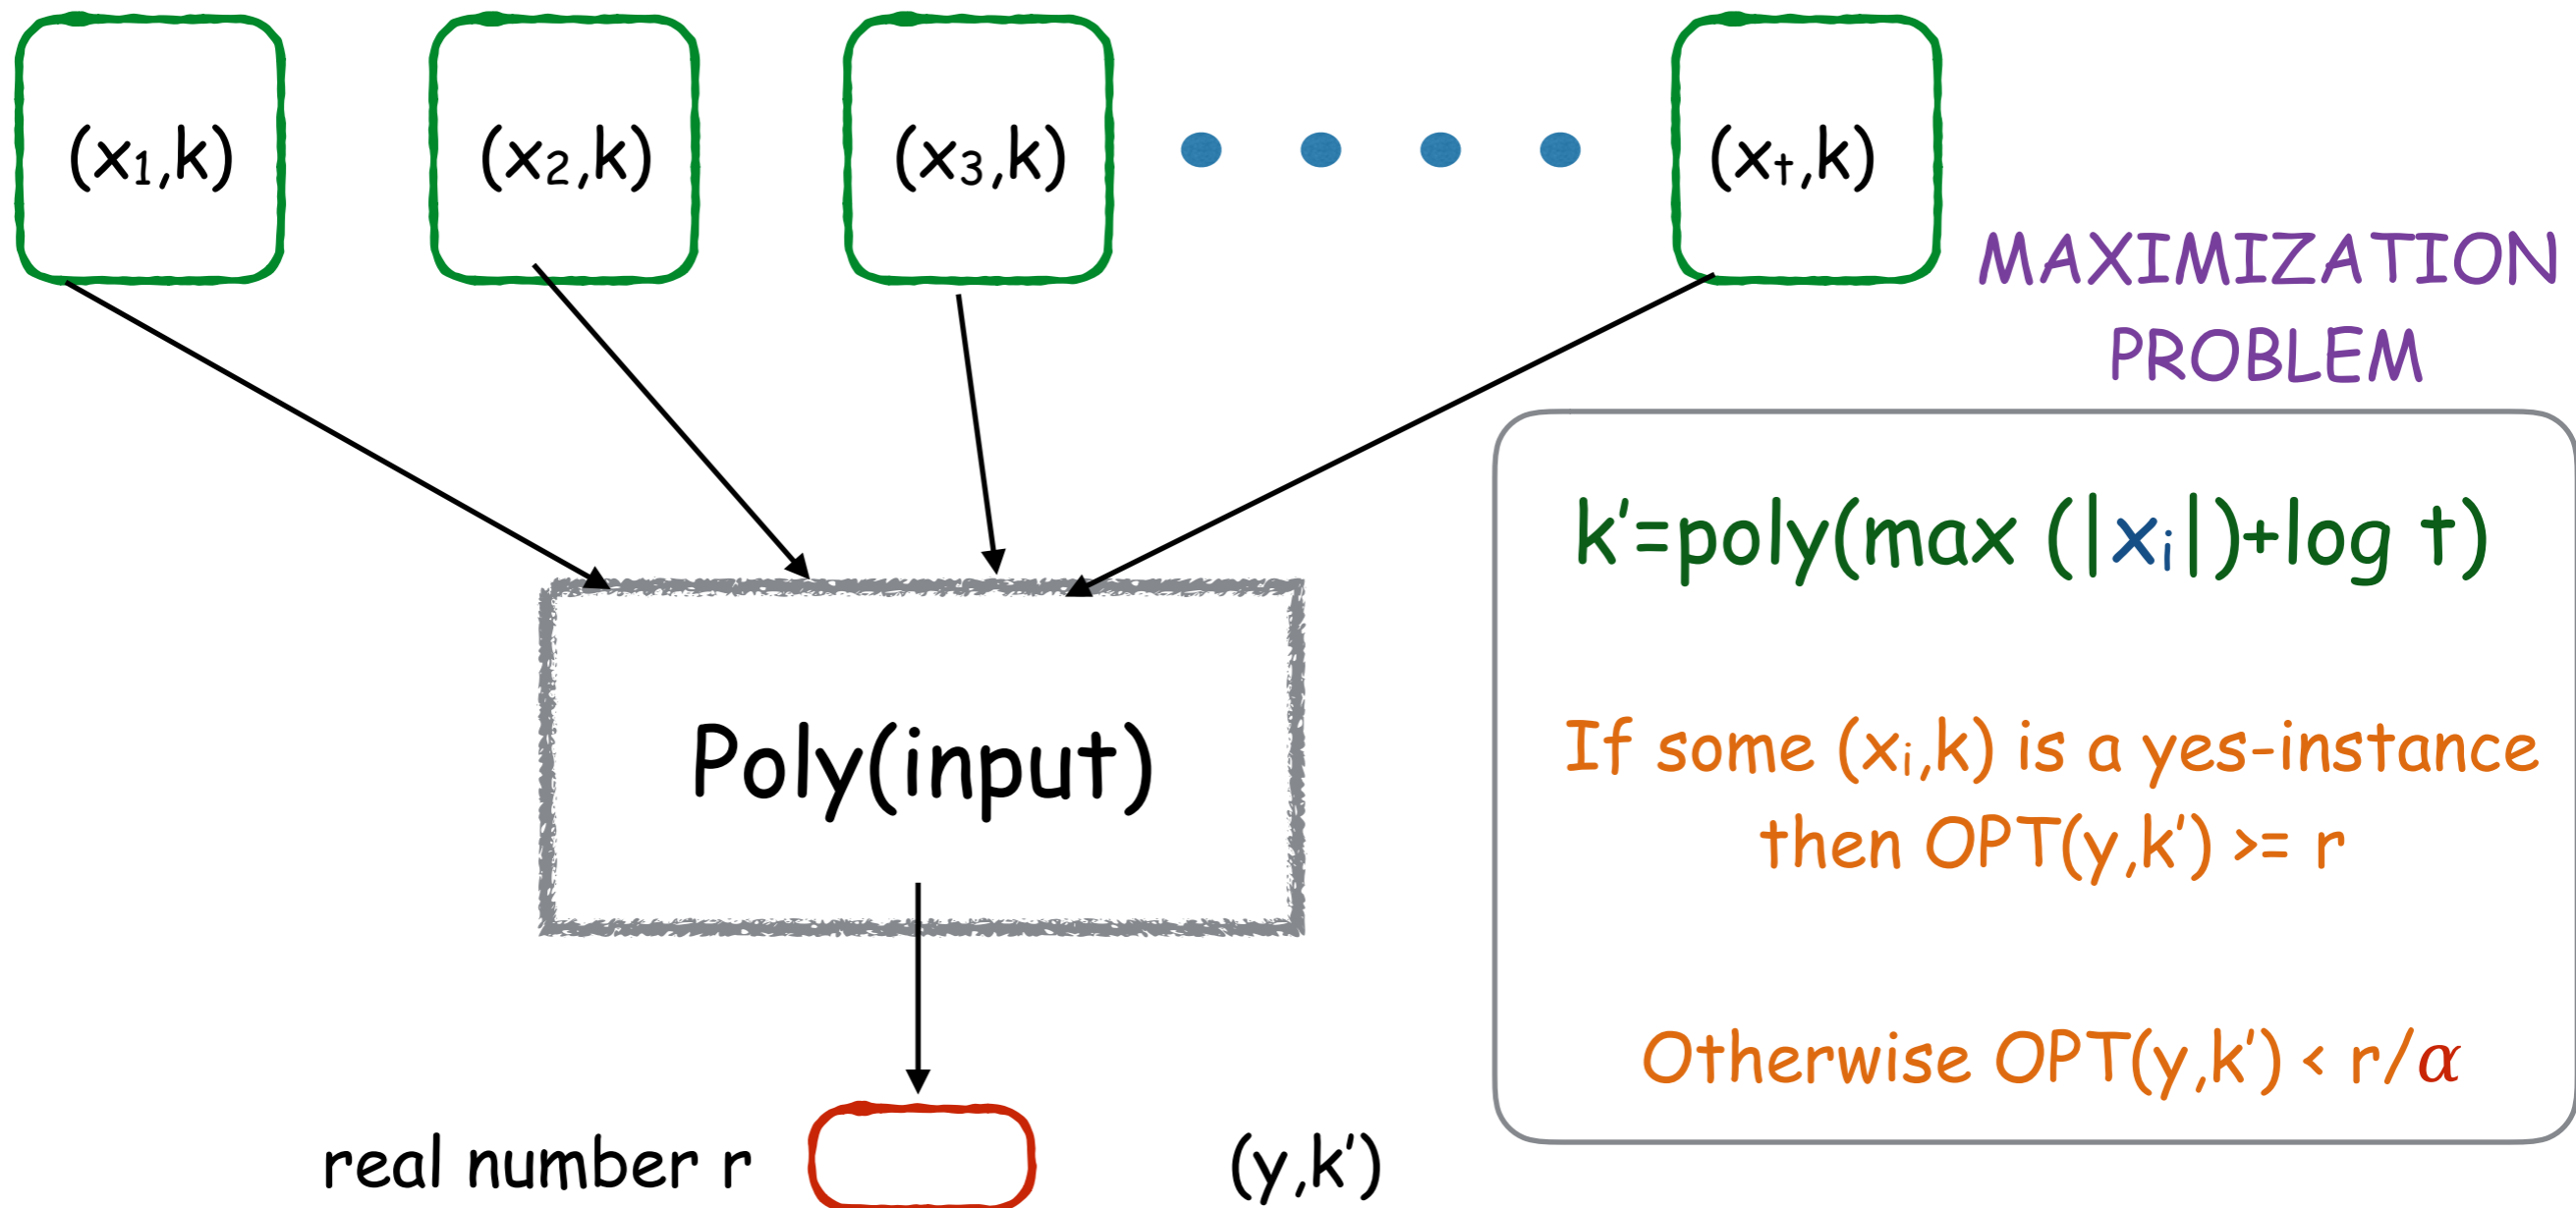 (x₁,k)
(x₂,k)
(x₃,k)
(xₜ,k)
MAXIMIZATION
PROBLEM
k'=poly(max (|xᵢ|)+log t)
If some (xᵢ,k) is a yes-instance
then OPT(y,k') >= r
Otherwise OPT(y,k') < r/α
Poly(input)
real number r
(y,k')